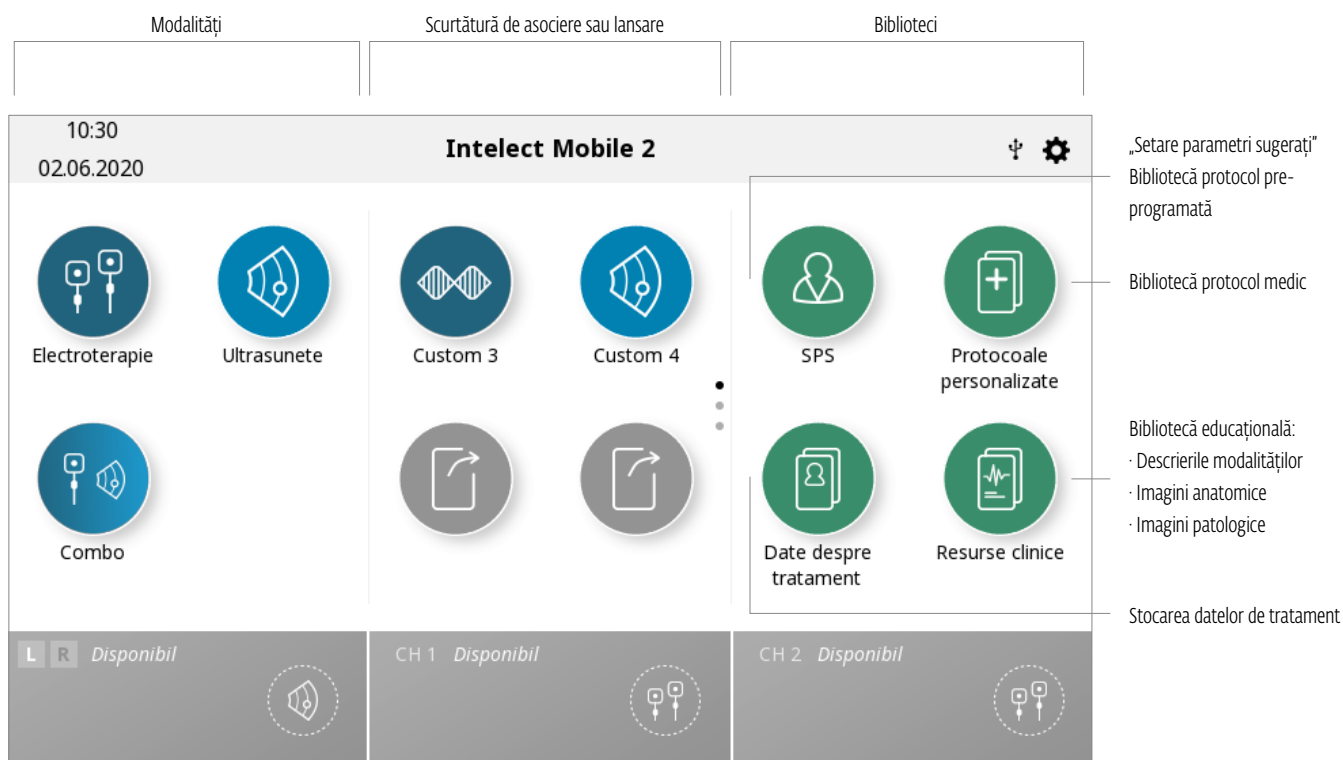 Modalități
Scurtătură de asociere sau lansare
Biblioteci
10:30
02.06.2020
Intelect Mobile 2
„Setare parametri sugerați”
Bibliotecă protocol pre-
programată
Bibliotecă protocol medic
Electroterapie
Ultrasunete
Custom 3
Custom 4
SPS
Protocoale
personalizate
Bibliotecă educațională:
· Descrierile modalităților
· Imagini anatomice
· Imagini patologice
Combo
Date despre
tratament
Resurse clinice
Stocarea datelor de tratament
L R Disponibil
CH 1 Disponibil
CH 2 Disponibil